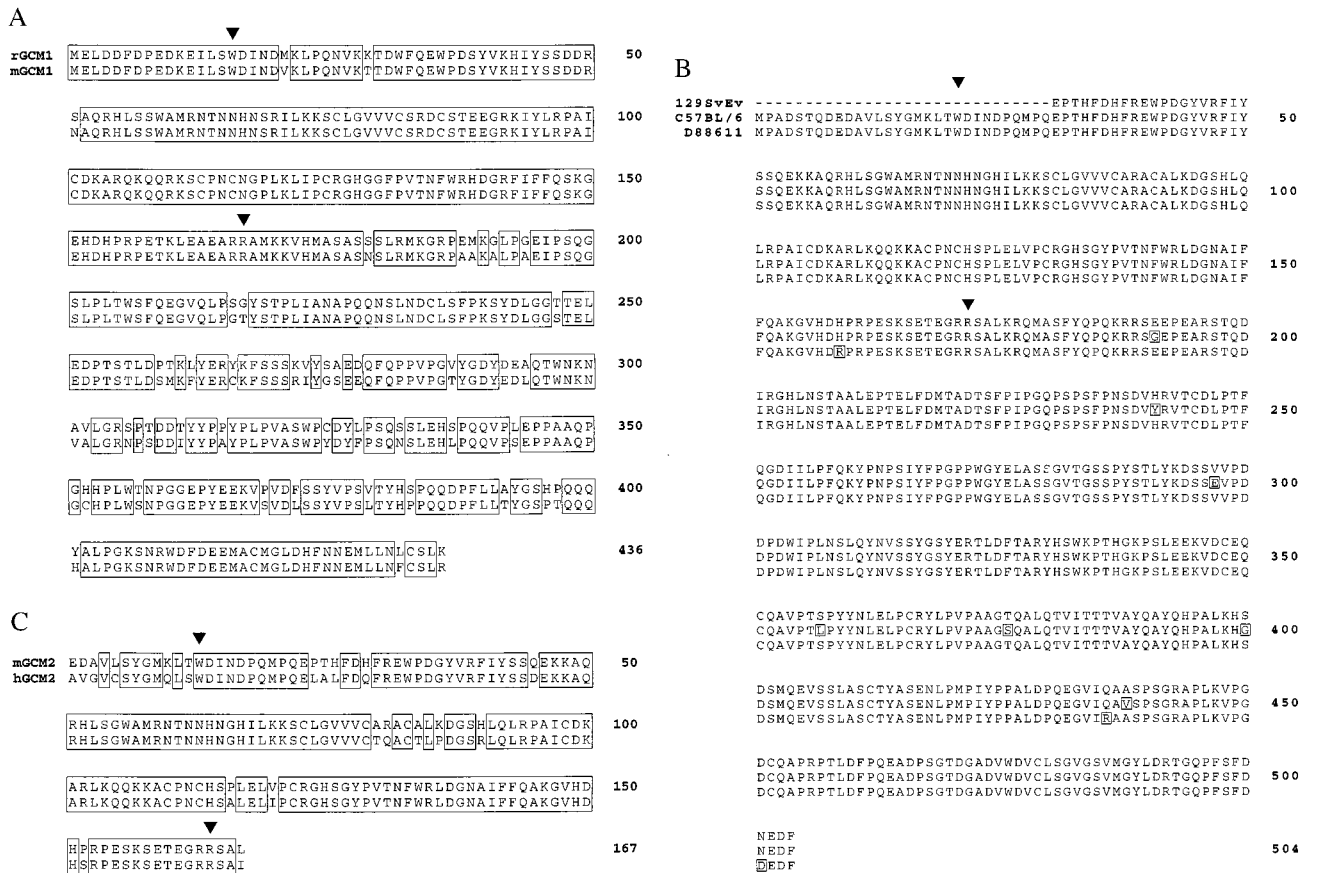 A
rGCM1 MELDDFDPEDKEILSWDINDMKLPQNVKKTDWFQEWPDSYVKHIYSSDDR 50
mGCM1 MELDDFDPEDKEILSWDINDVKLPQNVKTTDWFQEWPDSYVKHIYSSDDR
SAQRHLSSWAMRNTNNHNSRILKKSCLGVVVCSRDCSTEEGRKIYLRPAI 100
NAQRHLSSWAMRNTNNHNSRILKKSCLGVVVCSRDCSTEEGRKIYLRPAI
CDKARQKQQRKSCPNCNGPLKLIPCRGHGGFPVTNFWRHDGRFIFFQSKG 150
CDKARQKQQRKSCPNCNGPLKLIPCRGHGGFPVTNFWRHDGRFIFFQSKG
EHDHPRPETKLEAEARRAMKKVHMASASSSLRMKGRPEMKGLPGEIPSQG 200
EHDHPRPETKLEAEARRAMKKVHMASASNSLRMKGRPAAKALPAEIPSQG
SLPLTWSFQEGVQLPSGYSTPLIANAPQQNSLNDCLSFPKSYDLGGTTEL 250
SLPLTWSFQEGVQLPGTYSTPLIANAPQQNSLNDCLSFPKSYDLGGSTEL
EDPTSTLDPTKLYERYKFSSSKVYSAEDQFQPPVPGVYGDYDEAQTWNKN 300
EDPTSTLDSMKFYERCKFSSSRIYGSEEQFQPPVPGTYGDYEDLQTWNKN
AVLGRSPTDDTYYPPYPLPVASWPCDYLPSQSSLEHSPQQVPLEPPAAQP 350
VALGRNPSDDIYYPAYPLPVASWPYDYFPSQNSLEHLPQQVPSEPPAAQP
GHHPLWTNPGGEPYEEKVPVDFSSYVPSVTYHSPQQDPFLLAYGSHPQQQ 400
GCHPLWSNPGGEPYEEKVSVDLSSYVPSLTYHPPQQDPFLLTYGSPTQQQ
YALPGKSNRWDFDEEMACMGLDHFNNEMLLNLCSLK 436
HALPGKSNRWDFDEEMACMGLDHFNNEMLLNFCSLR
B
129SvEv ------------------------------EPTHFDHFREWPDGYVRFIY
C57BL/6 MPADSTQDEDAVLSYGMKLTWDINDPQMPQEPTHFDHFREWPDGYVRFIY 50
D88611 MPADSTQDEDAVLSYGMKLTWDINDPQMPQEPTHFDHFREWPDGYVRFIY
SSQEKKAQRHLSGWAMRNTNNHNGHILKKSCLGVVVCARACALKDGSHLQ
SSQEKKAQRHLSGWAMRNTNNHNGHILKKSCLGVVVCARACALKDGSHLQ 100
SSQEKKAQRHLSGWAMRNTNNHNGHILKKSCLGVVVCARACALKDGSHLQ
LRPAICDKARLKQQKKACPNCHSPLELVPCRGHSGYPVTNFWRLDGNAIF
LRPAICDKARLKQQKKACPNCHSPLELVPCRGHSGYPVTNFWRLDGNAIF 150
LRPAICDKARLKQQKKACPNCHSPLELVPCRGHSGYPVTNFWRLDGNAIF
FQAKGVHDHPRPESKSETEGRRSALKRQMASFYQPQKRRSEEPEARSTQD
FQAKGVHDHPRPESKSETEGRRSALKRQMASFYQPQKRRSGEPEARSTQD 200
FQAKGVHDRPRPESKSETEGRRSALKRQMASFYQPQKRRSEEPEARSTQD
IRGHLNSTAALEPTELFDMTADTSFPIPGQPSPSFPNSDVHRVTCDLPTF
IRGHLNSTAALEPTELFDMTADTSFPIPGQPSPSFPNSDVYRVTCDLPTF 250
IRGHLNSTAALEPTELFDMTADTSFPIPGQPSPSFPNSDVHRVTCDLPTF
QGDIILPFQKYPNPSIYFPGPPWGYELASSGVTGSSPYSTLYKDSSVVPD
QGDIILPFQKYPNPSIYFPGPPWGYELASSGVTGSSPYSTLYKDSSEVPD 300
QGDIILPFQKYPNPSIYFPGPPWGYELASSGVTGSSPYSTLYKDSSVVPD
DPDWIPLNSLQYNVSSYGSYERTLDFTARYHSWKPTHGKPSLEEKVDCEQ
DPDWIPLNSLQYNVSSYGSYERTLDFTARYHSWKPTHGKPSLEEKVDCEQ 350
DPDWIPLNSLQYNVSSYGSYERTLDFTARYHSWKPTHGKPSLEEKVDCEQ
CQAVPTSPYYNLELPCRYLPVPAAGTQALQTVITTTVAYQAYQHPALKHS
CQAVPTLPYYNLELPCRYLPVPAAGSQALQTVITTTVAYQAYQHPALKHG 400
CQAVPTSPYYNLELPCRYLPVPAAGTQALQTVITTTVAYQAYQHPALKHS
DSMQEVSSLASCTYASENLPMPIYPPALDPQEGVIQAASPSGRAPLKVPG
DSMQEVSSLASCTYASENLPMPIYPPALDPQEGVIQAVSPSGRAPLKVPG 450
DSMQEVSSLASCTYASENLPMPIYPPALDPQEGVIRAASPSGRAPLKVPG
DCQAPRPTLDFPQEADPSGTDGADVWDVCLSGVGSVMGYLDRTGQPFSFD
DCQAPRPTLDFPQEADPSGTDGADVWDVCLSGVGSVMGYLDRTGQPFSFD 500
DCQAPRPTLDFPQEADPSGTDGADVWDVCLSGVGSVMGYLDRTGQPFSFD
NEDF
NEDF 504
DEDF
C
mGCM2 EDAVLSYGMKLTWDINDPQMPQEPTHFDHFREWPDGYVRFIYSSQEKKAQ 50
hGCM2 AVGVCSYGMQLSWDINDPQMPQELALFDQFREWPDGYVRFIYSSDEKKAQ
RHLSGWAMRNTNNHNGHILKKSCLGVVVCARACALKDGSHLQLRPAICDK 100
RHLSGWAMRNTNNHNGHILKKSCLGVVVCTQACTLPDGSRLQLRPAICDK
ARLKQQKKACPNCHSPLELVPCRGHSGYPVTNFWRLDGNAIFFQAKGVHD 150
ARLKQQKKACPNCHSALELIPCRGHSGYPVTNFWRLDGNAIFFQAKGVHD
HPRPESKSETEGRRSAL 167
HSRPESKSETEGRRSAI